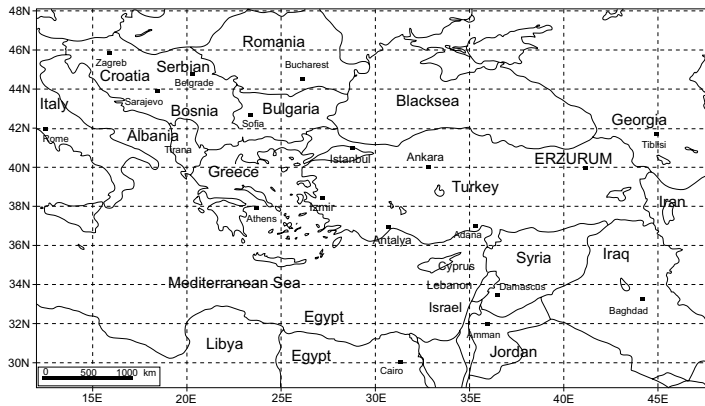 48N
Romania
46N
Zagreb
Bucharest
Serbian
Croatia
Belgrade
44N
Italy
Sarajevo
Bosnia
Bulgaria
Blacksea
Sofia
Georgia
42N
Rome
Albania
Tirana
Tiblisi
Istanbul
Ankara
ERZURUM
40N
Greece
Turkey
Iran
38N
Izmir
Athens
Antalya
Adana
36N
Cyprus
Syria
Iraq
Mediterranean Sea
Lebanon
Damascus
34N
Israel
Egypt
Baghdad
32N
Libya
Amman
Egypt
Jordan
30N
Cairo
0 500 1000 km
15E 20E 25E 30E 35E 40E 45E